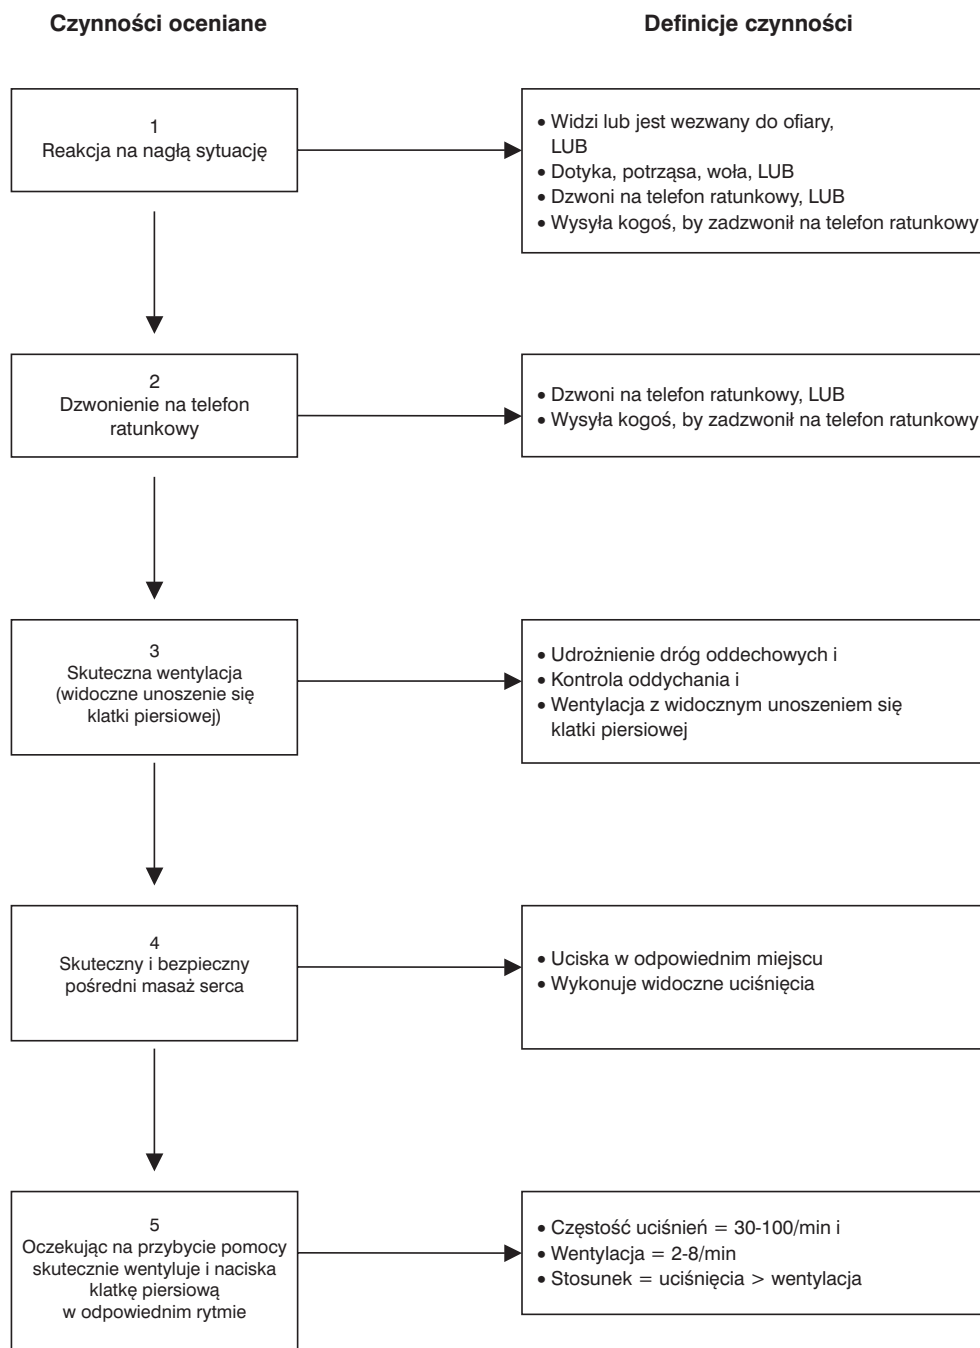 Czynności oceniane
Definicje czynności
1
Reakcja na nagłą sytuację
• Widzi lub jest wezwany do ofiary,
LUB
• Dotyka, potrząsa, woła, LUB
• Dzwoni na telefon ratunkowy, LUB
• Wysyła kogoś, by zadzwonił na telefon ratunkowy
2
Dzwonienie na telefon
ratunkowy
• Dzwoni na telefon ratunkowy, LUB
• Wysyła kogoś, by zadzwonił na telefon ratunkowy
3
Skuteczna wentylacja
(widoczne unoszenie się
klatki piersiowej)
• Udrożnienie dróg oddechowych i
• Kontrola oddychania i
• Wentylacja z widocznym unoszeniem się
klatki piersiowej
4
Skuteczny i bezpieczny
pośredni masaż serca
• Uciska w odpowiednim miejscu
• Wykonuje widoczne uciśnięcia
5
Oczekując na przybycie pomocy
skutecznie wentyluje i naciska
klatkę piersiową
w odpowiednim rytmie
• Częstość uciśnień = 30-100/min i
• Wentylacja = 2-8/min
• Stosunek = uciśnięcia > wentylacja